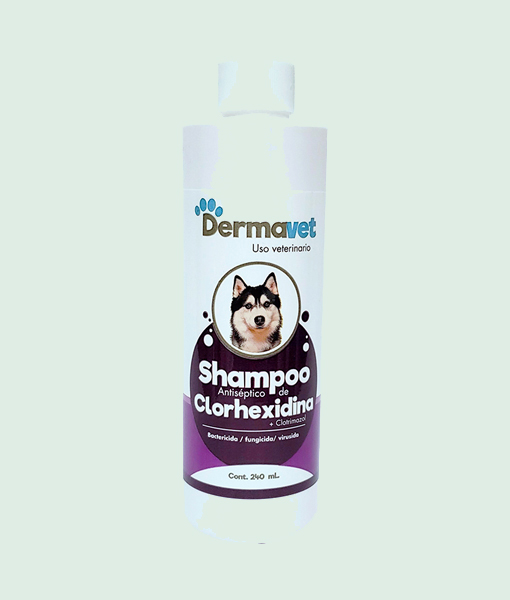 Dermavet
Uso veterinario
Shampoo
Antiséptico de
Clorhexidina
+ Clotrimazol
Bactericida / fungicida/ virusida
Cont. 240 mL.